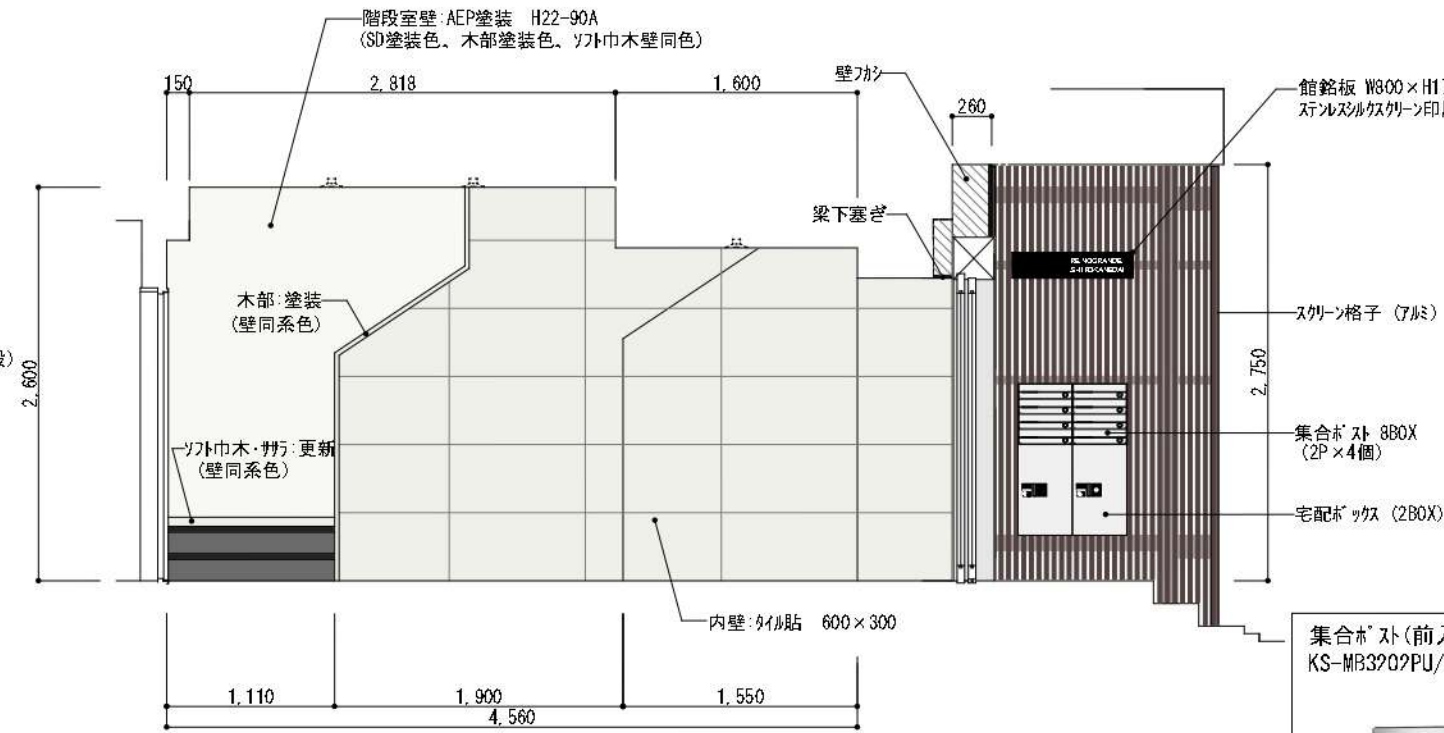 階段室壁:AEP塗装 H22-90A
(SD塗装色、木部塗装色、ソフト巾木壁同色)
150
2,818
1,600
壁フカシ
260
館銘板 W800×H1
ステンレスシルクスクリーン印
梁下塞ぎ
RENOGRANDE
SHIROKANEDAI
木部:塗装
(壁同系色)
スクリーン格子 (アルミ)
2,600
2,750
ソフト巾木・ササラ:更新
(壁同系色)
集合ポスト 8BOX
(2P×4個)
宅配ボックス (2BOX)
内壁:タイル貼 600×300
集合ポスト(前
KS-MB3202PU/
1,110
1,900
1,550
4,560